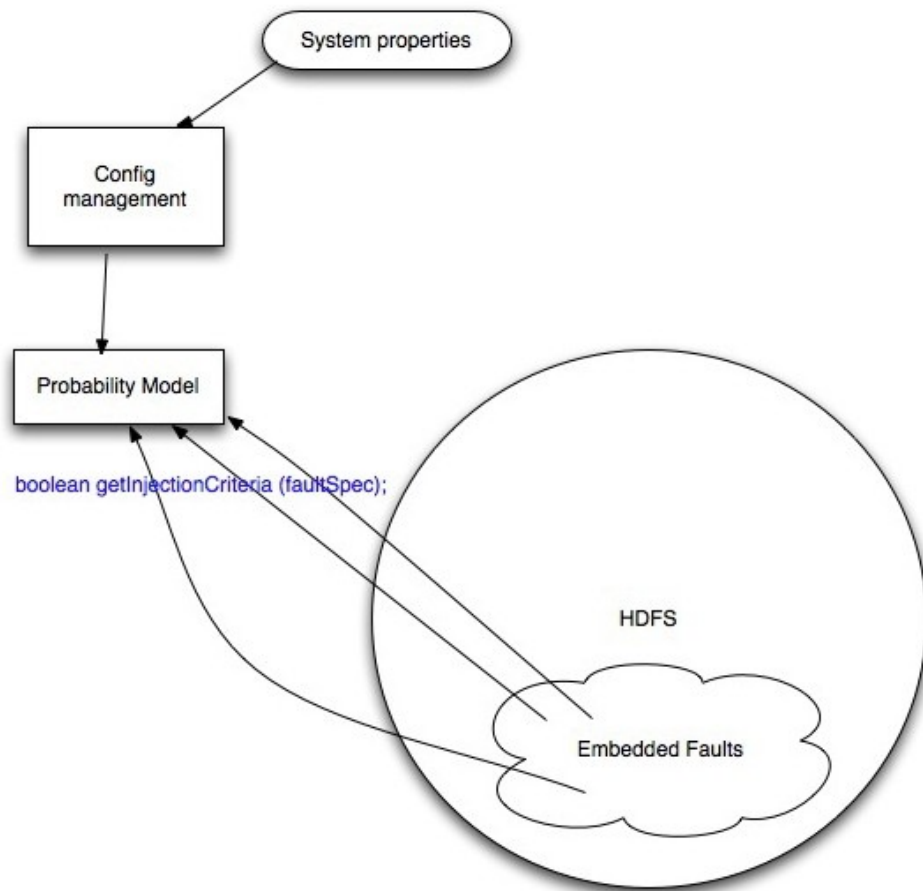 System properties
Config
management
Probability Model
boolean getInjectionCriteria (faultSpec);
HDFS
Embedded Faults